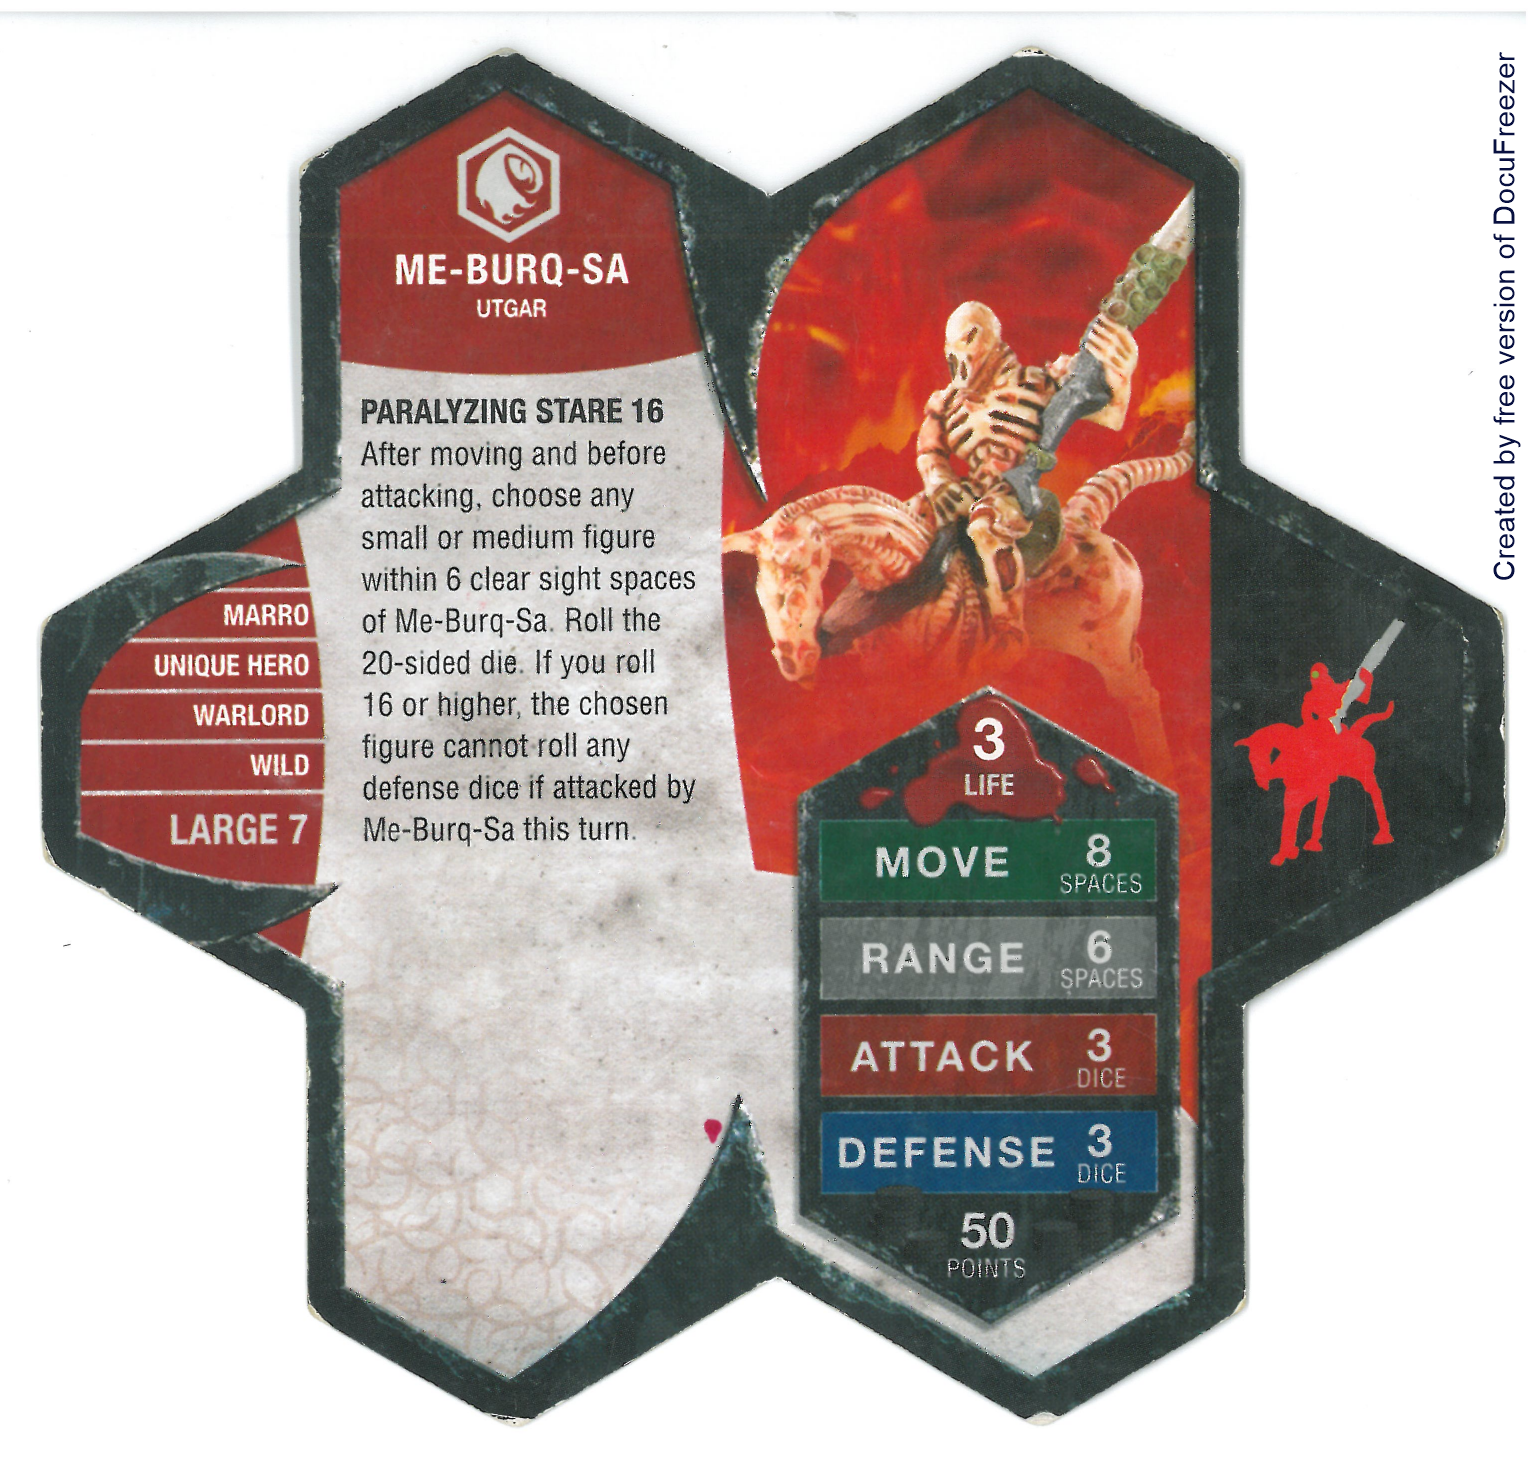 ME-BURQ-SA
UTGAR
PARALYZING STARE 16
After moving and before
attacking, choose any
small or medium figure
within 6 clear sight spaces
of Me-Burq-Sa. Roll the
20-sided die. If you roll
16 or higher, the chosen
figure cannot roll any
defense dice if attacked by
Me-Burq-Sa this turn.
MARRO
UNIQUE HERO
WARLORD
WILD
LARGE 7
3
LIFE
MOVE 8
SPACES
RANGE 6
SPACES
ATTACK 3
DICE
DEFENSE 3
DICE
50
POINTS
Created by free version of DocuFreezer